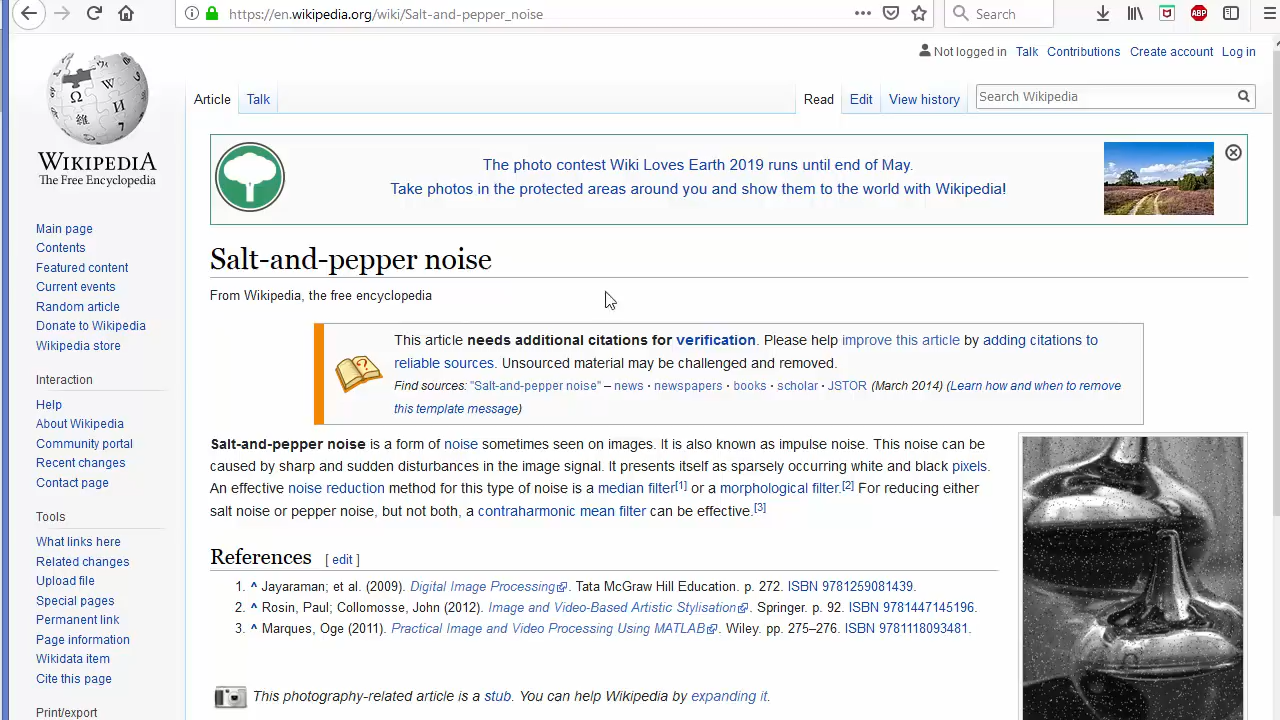 https://en.wikipedia.org/wiki/Salt-and-pepper_noise
Search
ABP
Not logged in Talk Contributions Create account Log in
Article Talk Read Edit View history Search Wikipedia
WIKIPEDIA
The Free Encyclopedia
The photo contest Wiki Loves Earth 2019 runs until end of May.
Take photos in the protected areas around you and show them to the world with Wikipedia!
Main page
Contents
Featured content
Current events
Random article
Donate to Wikipedia
Wikipedia store
Interaction
Help
About Wikipedia
Community portal
Recent changes
Contact page
Tools
What links here
Related changes
Upload file
Special pages
Permanent link
Page information
Wikidata item
Cite this page
Print/export
Salt-and-pepper noise
From Wikipedia, the free encyclopedia
This article needs additional citations for verification. Please help improve this article by adding citations to
reliable sources. Unsourced material may be challenged and removed.
Find sources: "Salt-and-pepper noise" – news · newspapers · books · scholar · JSTOR (March 2014) (Learn how and when to remove
this template message)
Salt-and-pepper noise is a form of noise sometimes seen on images. It is also known as impulse noise. This noise can be
caused by sharp and sudden disturbances in the image signal. It presents itself as sparsely occurring white and black pixels.
An effective noise reduction method for this type of noise is a median filter[1] or a morphological filter.[2] For reducing either
salt noise or pepper noise, but not both, a contraharmonic mean filter can be effective.[3]
References [ edit ]
1. ^ Jayaraman; et al. (2009). Digital Image Processing. Tata McGraw Hill Education. p. 272. ISBN 9781259081439.
2. ^ Rosin, Paul; Collomosse, John (2012). Image and Video-Based Artistic Stylisation. Springer. p. 92. ISBN 9781447145196.
3. ^ Marques, Oge (2011). Practical Image and Video Processing Using MATLAB. Wiley. pp. 275–276. ISBN 9781118093481.
This photography-related article is a stub. You can help Wikipedia by expanding it.